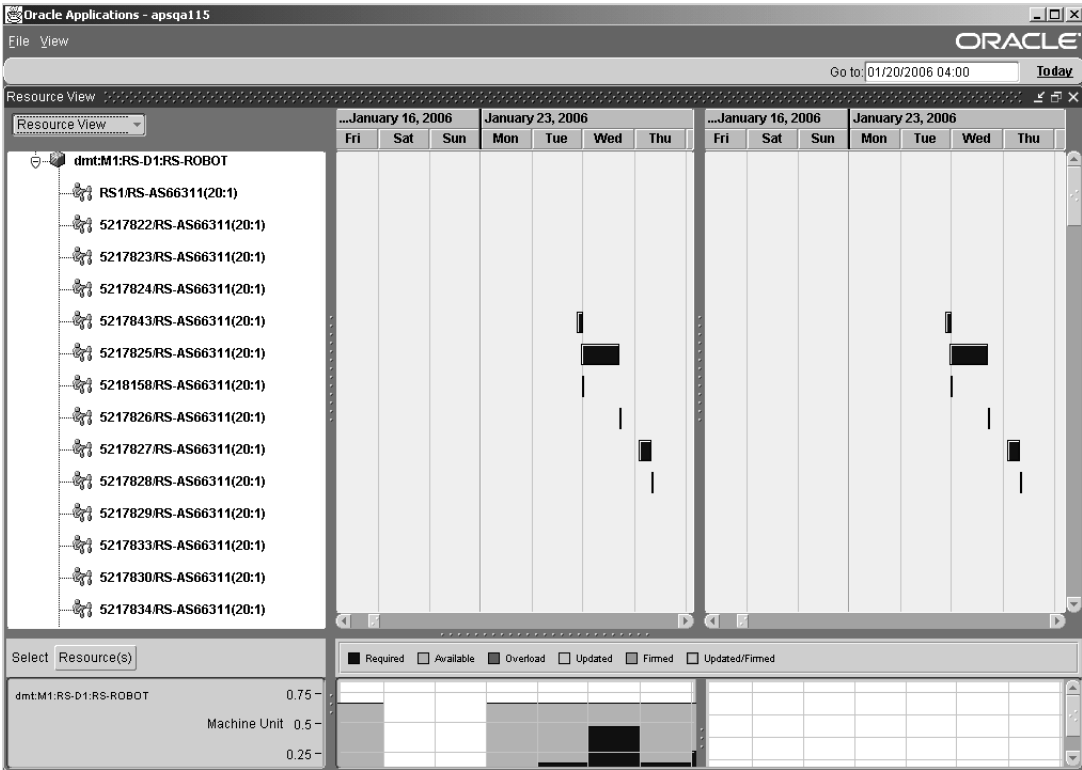 Oracle Applications - apsqa115
File View
ORACLE
Go to: 01/20/2006 04:00 Today
Resource View
Resource View
...January 16, 2006 January 23, 2006 ...January 16, 2006 January 23, 2006
Fri Sat Sun Mon Tue Wed Thu Fri Sat Sun Mon Tue Wed Thu
dmt:M1:RS-D1:RS-ROBOT
RS1/RS-AS66311(20:1)
5217822/RS-AS66311(20:1)
5217823/RS-AS66311(20:1)
5217824/RS-AS66311(20:1)
5217843/RS-AS66311(20:1)
5217825/RS-AS66311(20:1)
5218158/RS-AS66311(20:1)
5217826/RS-AS66311(20:1)
5217827/RS-AS66311(20:1)
5217828/RS-AS66311(20:1)
5217829/RS-AS66311(20:1)
5217833/RS-AS66311(20:1)
5217830/RS-AS66311(20:1)
5217834/RS-AS66311(20:1)
Select Resource(s)
Required Available Overload Updated Firmed Updated/Firmed
dmt:M1:RS-D1:RS-ROBOT 0.75
Machine Unit 0.5
0.25